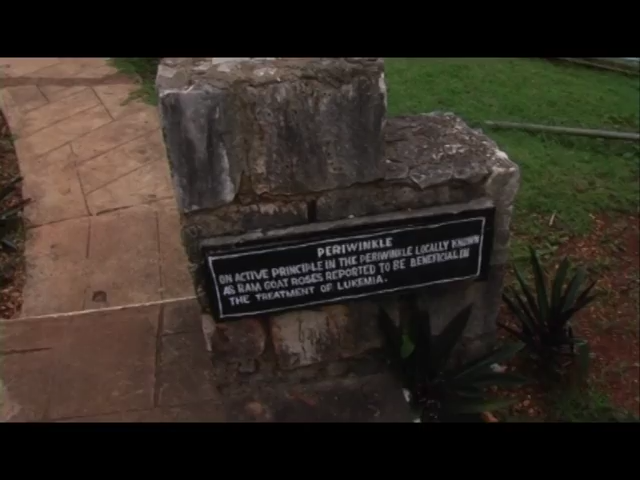 PERIWINKLE
ON ACTIVE PRINCIPLE IN THE PERIWINKLE LOCALLY KNOWN
AS RAM GOAT ROSES REPORTED TO BE BENEFICIAL IN
THE TREATMENT OF LUKEMIA.